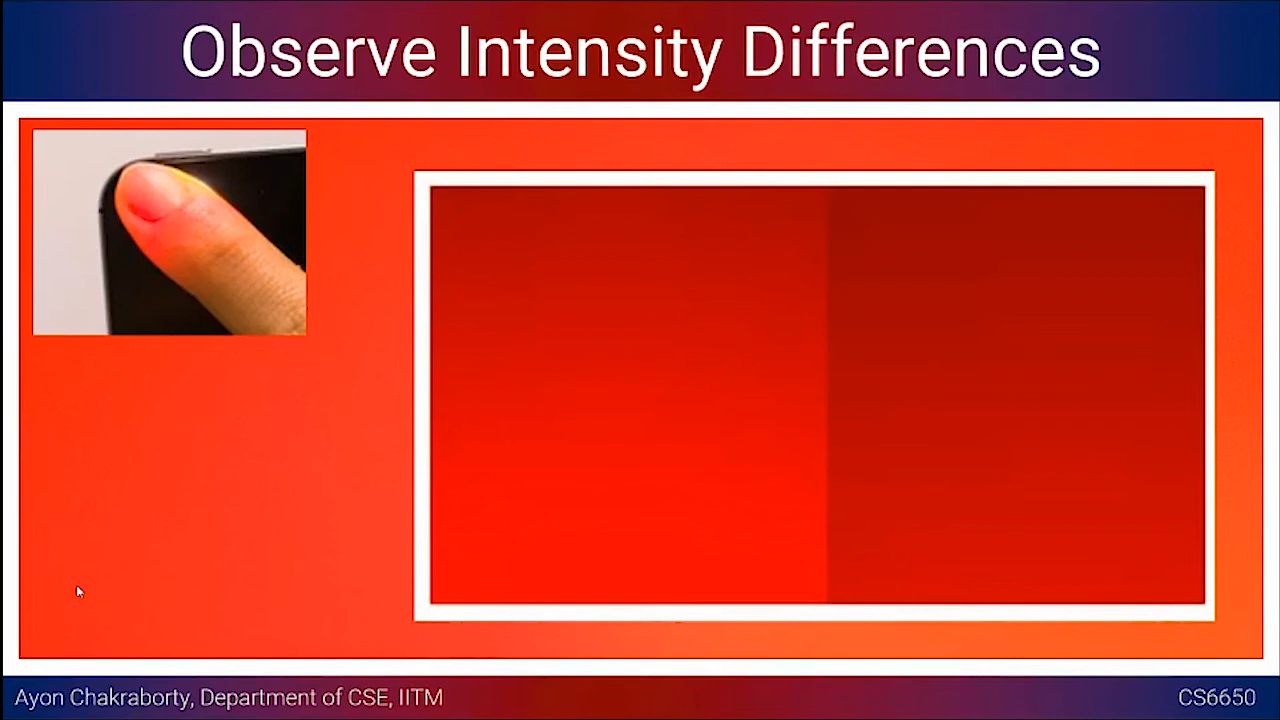 Observe Intensity Differences
Ayon Chakraborty, Department of CSE, IITM
CS6650